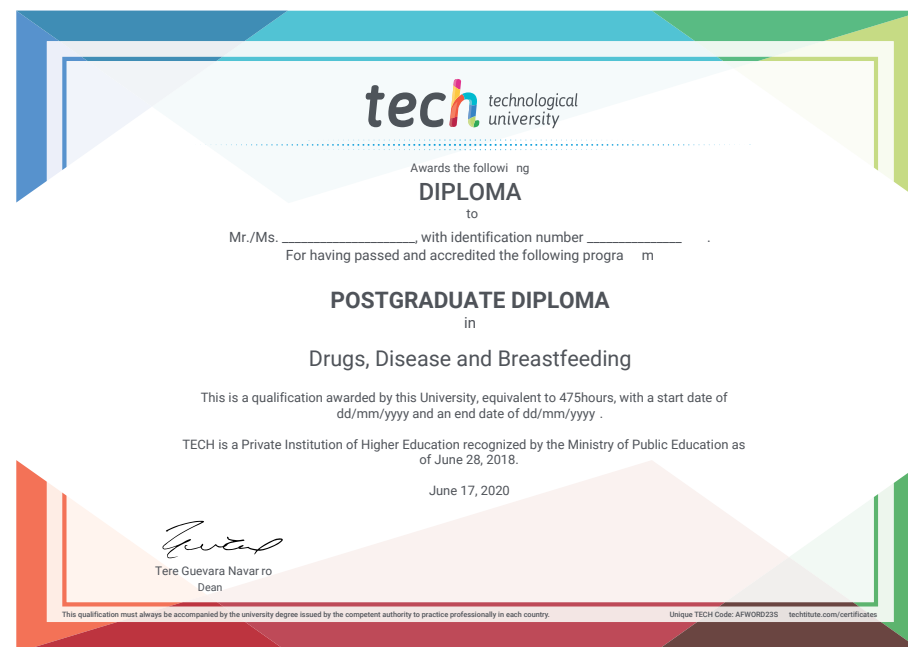 tech technological
university
Awards the followi ng
DIPLOMA
to
Mr./Ms. ____________________, with identification number ______________ .
For having passed and accredited the following progra m
POSTGRADUATE DIPLOMA
in
Drugs, Disease and Breastfeeding
This is a qualification awarded by this University, equivalent to 475hours, with a start date of
dd/mm/yyyy and an end date of dd/mm/yyyy .
TECH is a Private Institution of Higher Education recognized by the Ministry of Public Education as
of June 28, 2018.
June 17, 2020
Tere Guevara Navar ro
Dean
This qualification must always be accompanied by the university degree issued by the competent authority to practice professionally in each country. Unique TECH Code: AFWORD23S techtitute.com/certificates